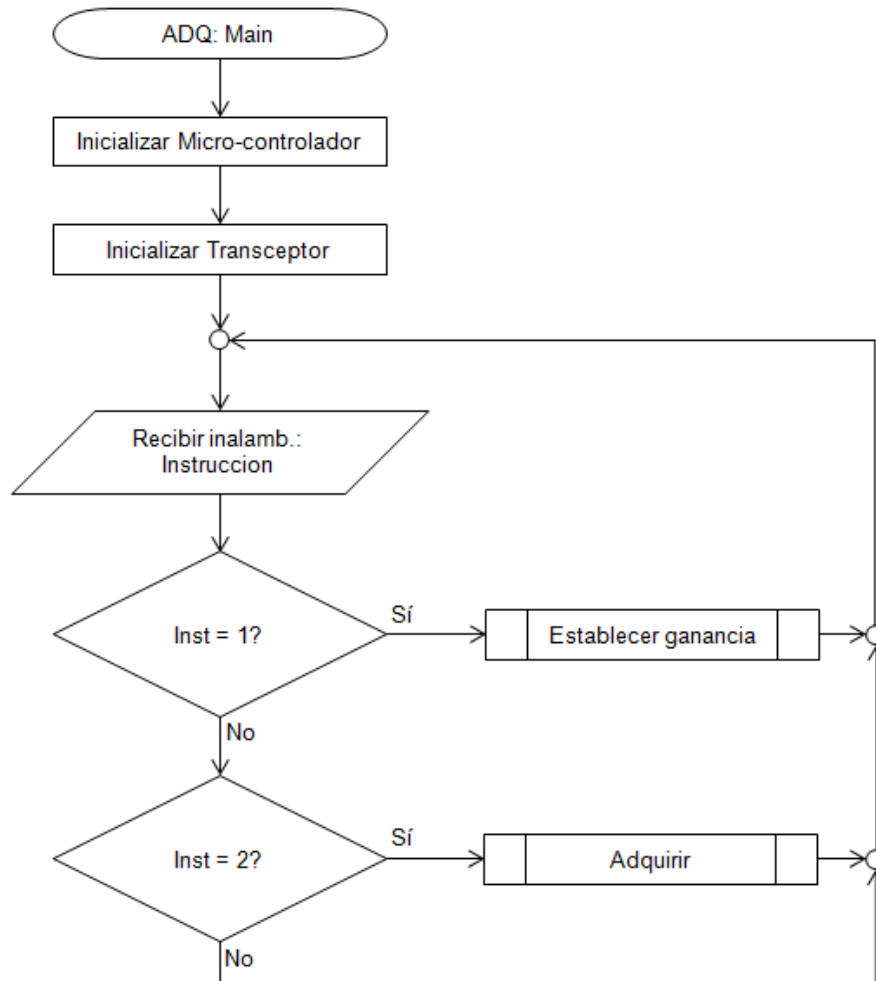 ADQ: Main
Inicializar Micro-controlador
Inicializar Transceptor
Recibir inalamb.:
Instruccion
Inst = 1?
Sí
Establecer ganancia
No
Inst = 2?
Sí
Adquirir
No